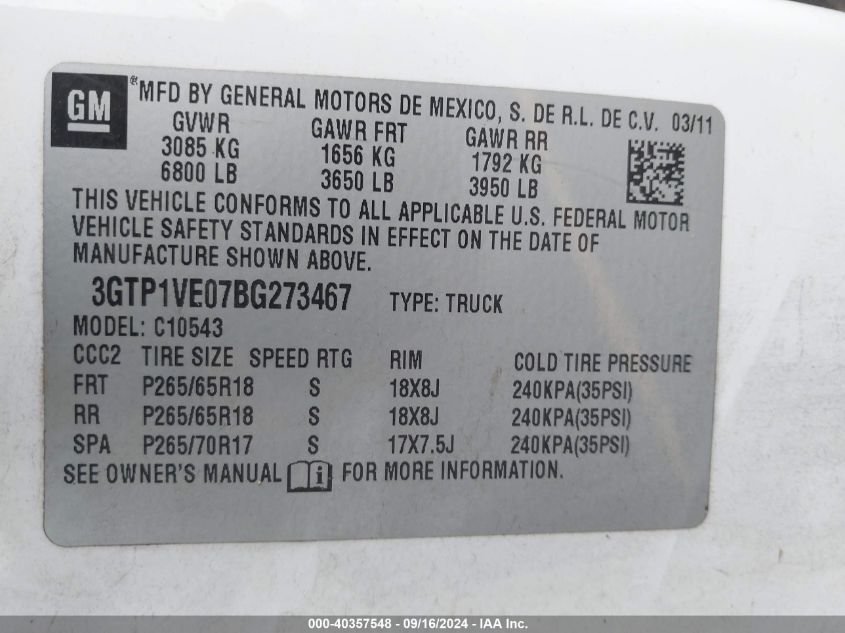 GM
® MFD BY GENERAL MOTORS DE MEXICO, S. DE R.L. DE C.V. 03/11
GVWR GAWR FRT GAWR RR
3085 KG 1656 KG 1792 KG
6800 LB 3650 LB 3950 LB
THIS VEHICLE CONFORMS TO ALL APPLICABLE U.S. FEDERAL MOTOR
VEHICLE SAFETY STANDARDS IN EFFECT ON THE DATE OF
MANUFACTURE SHOWN ABOVE.
3GTP1VE07BG273467 TYPE: TRUCK
MODEL: C10543
CCC2 TIRE SIZE SPEED RTG RIM COLD TIRE PRESSURE
FRT P265/65R18 S 18X8J 240KPA(35PSI)
RR P265/65R18 S 18X8J 240KPA(35PSI)
SPA P265/70R17 S 17X7.5J 240KPA(35PSI)
SEE OWNER'S MANUAL i FOR MORE INFORMATION.
000-40357548 - 09/16/2024 - IAA Inc.